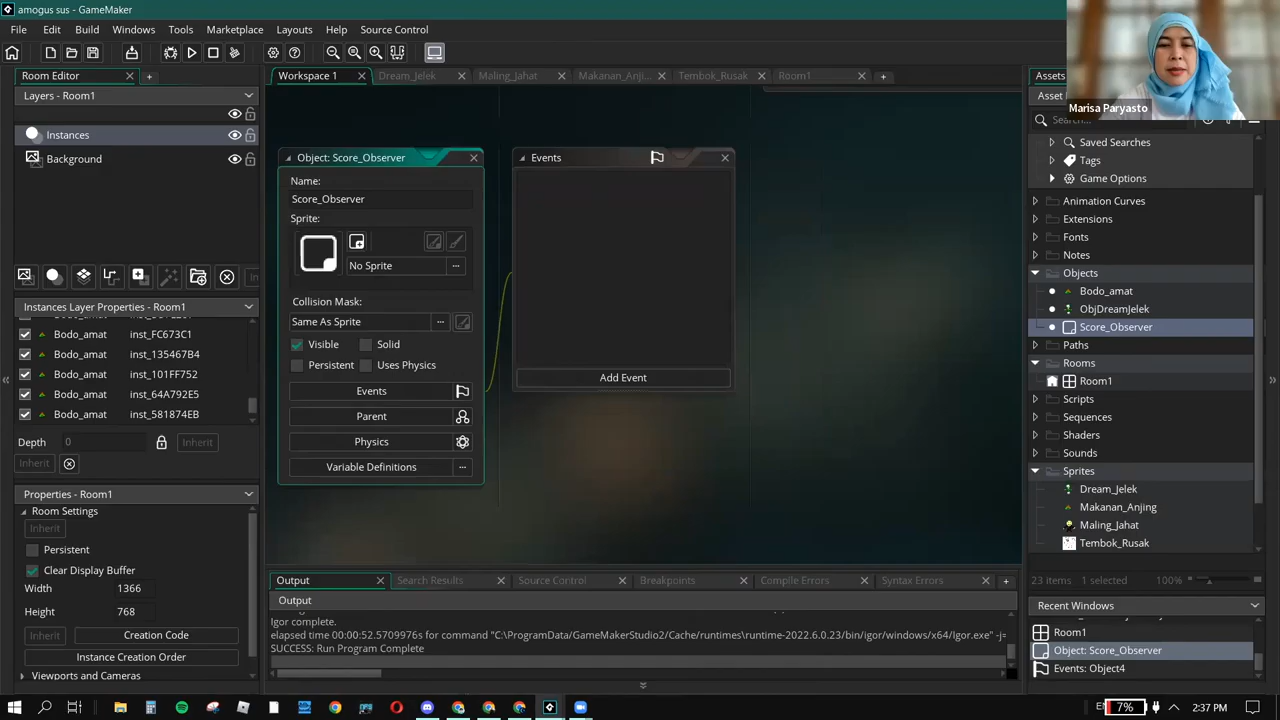 amogus sus - GameMaker
File Edit Build Windows Tools Marketplace Layouts Help Source Control
Room Editor
Workspace 1
Dream_Jelek
Maling_Jahat
Makanan_Anji...
Tembok_Rusak
Room1
Assets
Marisa Paryasto
Layers - Room1
Instances
Background
Instances Layer Properties - Room1
Bodo_amat inst_FC673C1
Bodo_amat inst_135467B4
Bodo_amat inst_101FF752
Bodo_amat inst_64A792E5
Bodo_amat inst_581874EB
Depth 0 Inherit
Inherit
Properties - Room1
Room Settings
Inherit
Persistent
Clear Display Buffer
Width 1366
Height 768
Inherit Creation Code
Instance Creation Order
Viewports and Cameras
Object: Score_Observer
Name:
Score_Observer
Sprite:
No Sprite
Collision Mask:
Same As Sprite
Visible Solid
Persistent Uses Physics
Events
Parent
Physics
Variable Definitions
Events
Add Event
Output
Search Results
Source Control
Breakpoints
Compile Errors
Syntax Errors
Output
Igor complete.
elapsed time 00:00:52.5709976s for command "C:\ProgramData/GameMakerStudio2/Cache/runtimes\runtime-2022.6.0.23/bin/igor/windows/x64/Igor.exe" -j=
SUCCESS: Run Program Complete
Asset
Search...
Saved Searches
Tags
Game Options
Animation Curves
Extensions
Fonts
Notes
Objects
Bodo_amat
ObjDreamJelek
Score_Observer
Paths
Rooms
Room1
Scripts
Sequences
Shaders
Sounds
Sprites
Dream_Jelek
Makanan_Anjing
Maling_Jahat
Tembok_Rusak
23 items 1 selected 100%
Recent Windows
Room1
Object: Score_Observer
Events: Object4
7%
2:37 PM